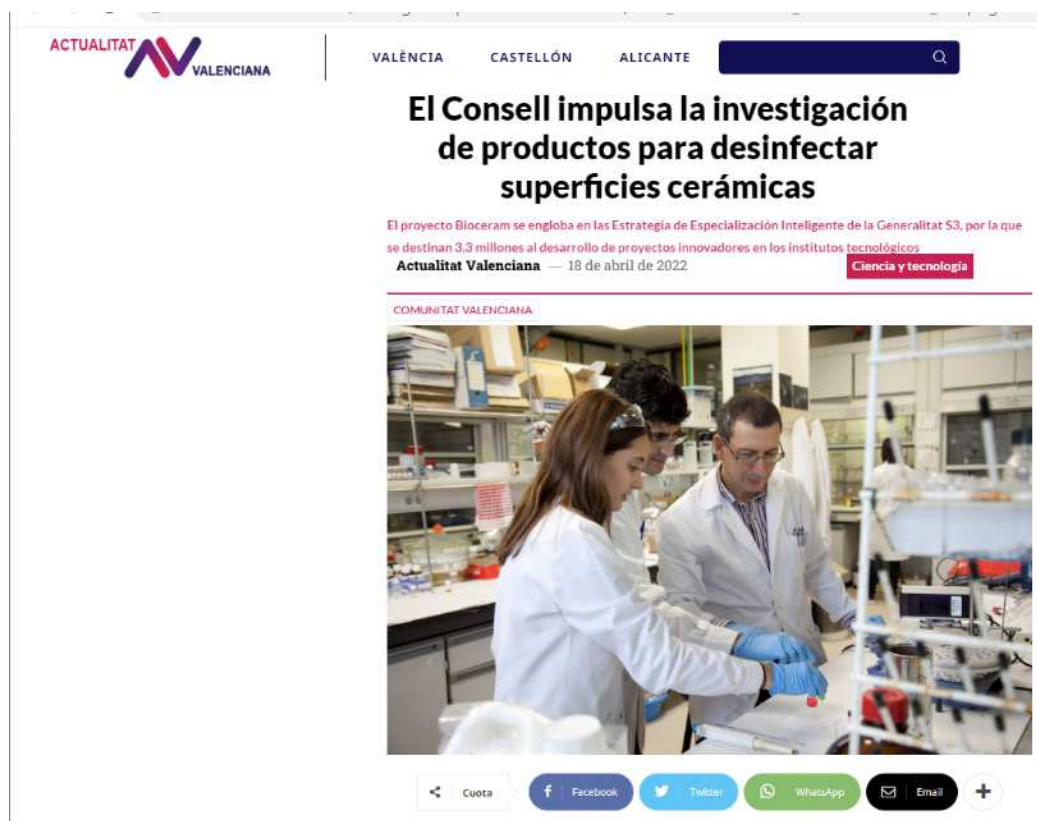 ACTUALITAT
VALENCIANA
VALÈNCIA CASTELLÓN ALICANTE
El Consell impulsa la investigación
de productos para desinfectar
superficies cerámicas
El proyecto Bioceram se engloba en las Estrategia de Especialización Inteligente de la Generalitat S3, por la que
se destinan 3,3 millones al desarrollo de proyectos innovadores en los institutos tecnológicos
Actualitat Valenciana — 18 de abril de 2022 Ciencia y tecnología
COMUNITAT VALENCIANA
Cuota Facebook Twitter WhatsApp Email +